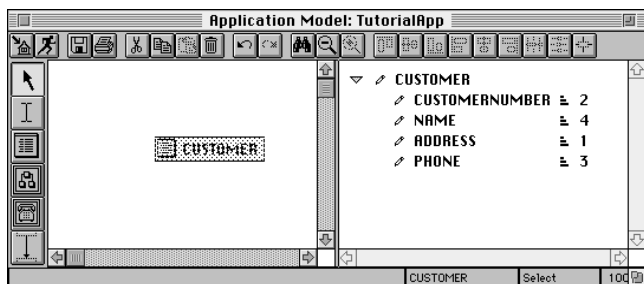 Application Model: TutorialApp
CUSTOMER
CUSTOMER
CUSTOMERNUMBER 2
NAME 4
ADDRESS 1
PHONE 3
CUSTOMER Select 100